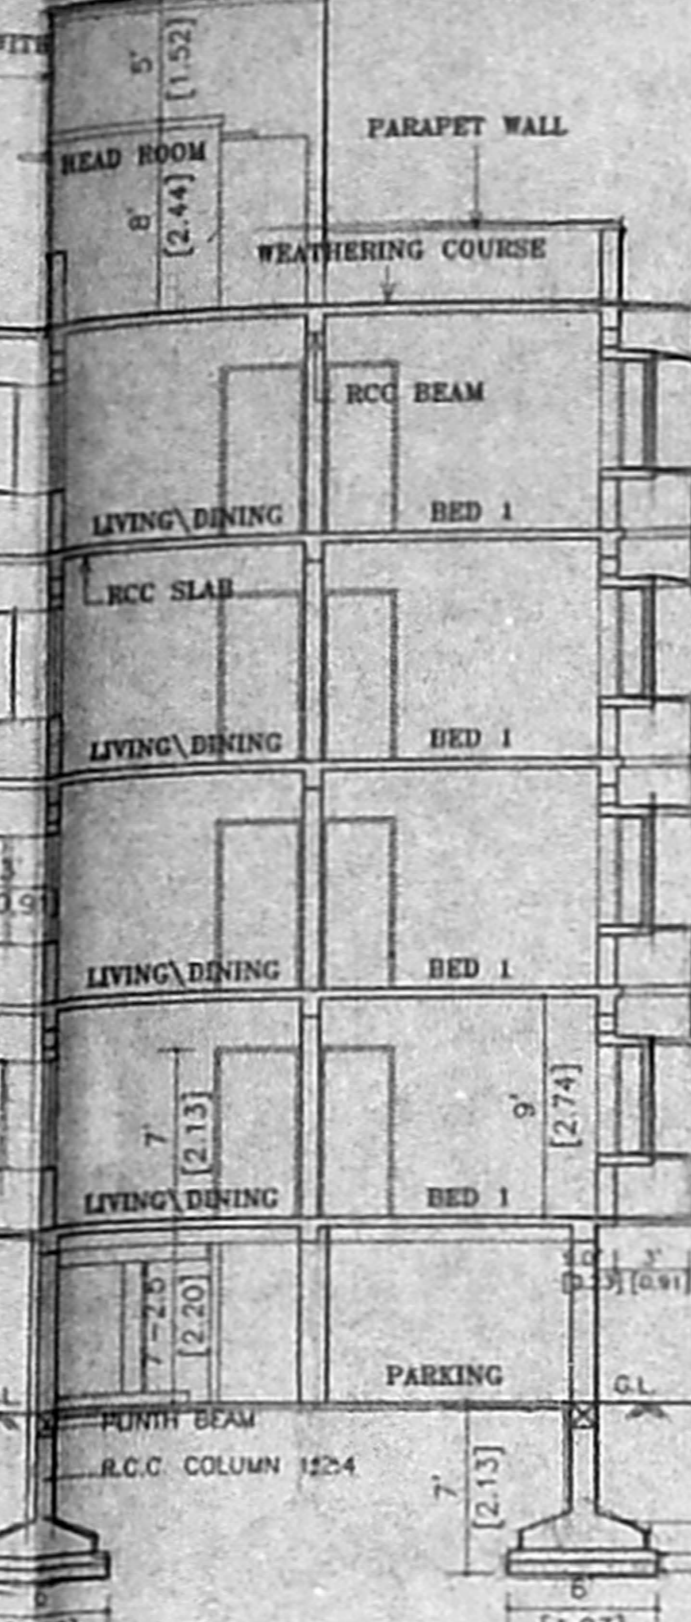 5'
[1.52]
PARAPET WALL
HEAD ROOM
8'
[2.44]
WEATHERING COURSE
RCC BEAM
LIVING\DINING
BED 1
RCC SLAB
LIVING\DINING
BED 1
LIVING\DINING
BED 1
7'
[2.13]
9'
[2.74]
LIVING\DINING
BED 1
3'
[0.91]
[2.20]
PARKING
G.L.
PLINTH BEAM
R.C.C COLUMN 1:2:4
7'
[2.13]
6'